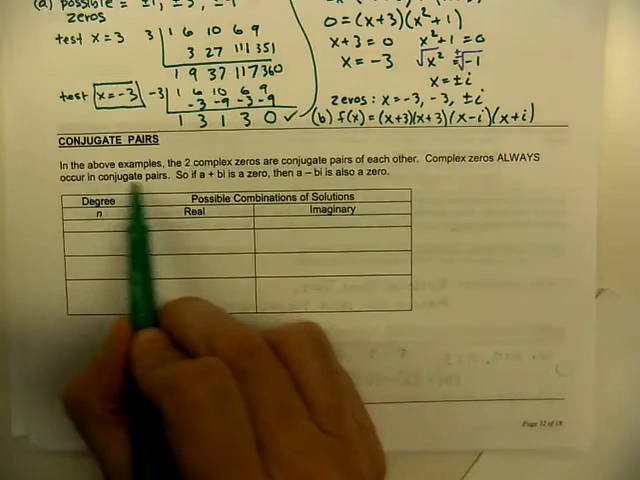 (a) possible = ±1, ±3, ±9
zeros
test x=3 3 1 6 10 6 9
3 27 111 351
1 9 37 117 360
test x=-3 -3 1 6 10 6 9
-3 -9 -3 -9
1 3 1 3 0 ✓
0=(x+3)(x²+1)
x+3=0 x²+1=0
x=-3 √x² ±√-1
x=±i
zeros: x=-3, -3, ±i
(b) f(x)=(x+3)(x+3)(x-i)(x+i)
CONJUGATE PAIRS
In the above examples, the 2 complex zeros are conjugate pairs of each other. Complex zeros ALWAYS
occur in conjugate pairs. So if a + bi is a zero, then a – bi is also a zero.
Degree Possible Combinations of Solutions
n Real Imaginary
Page 12 of 18